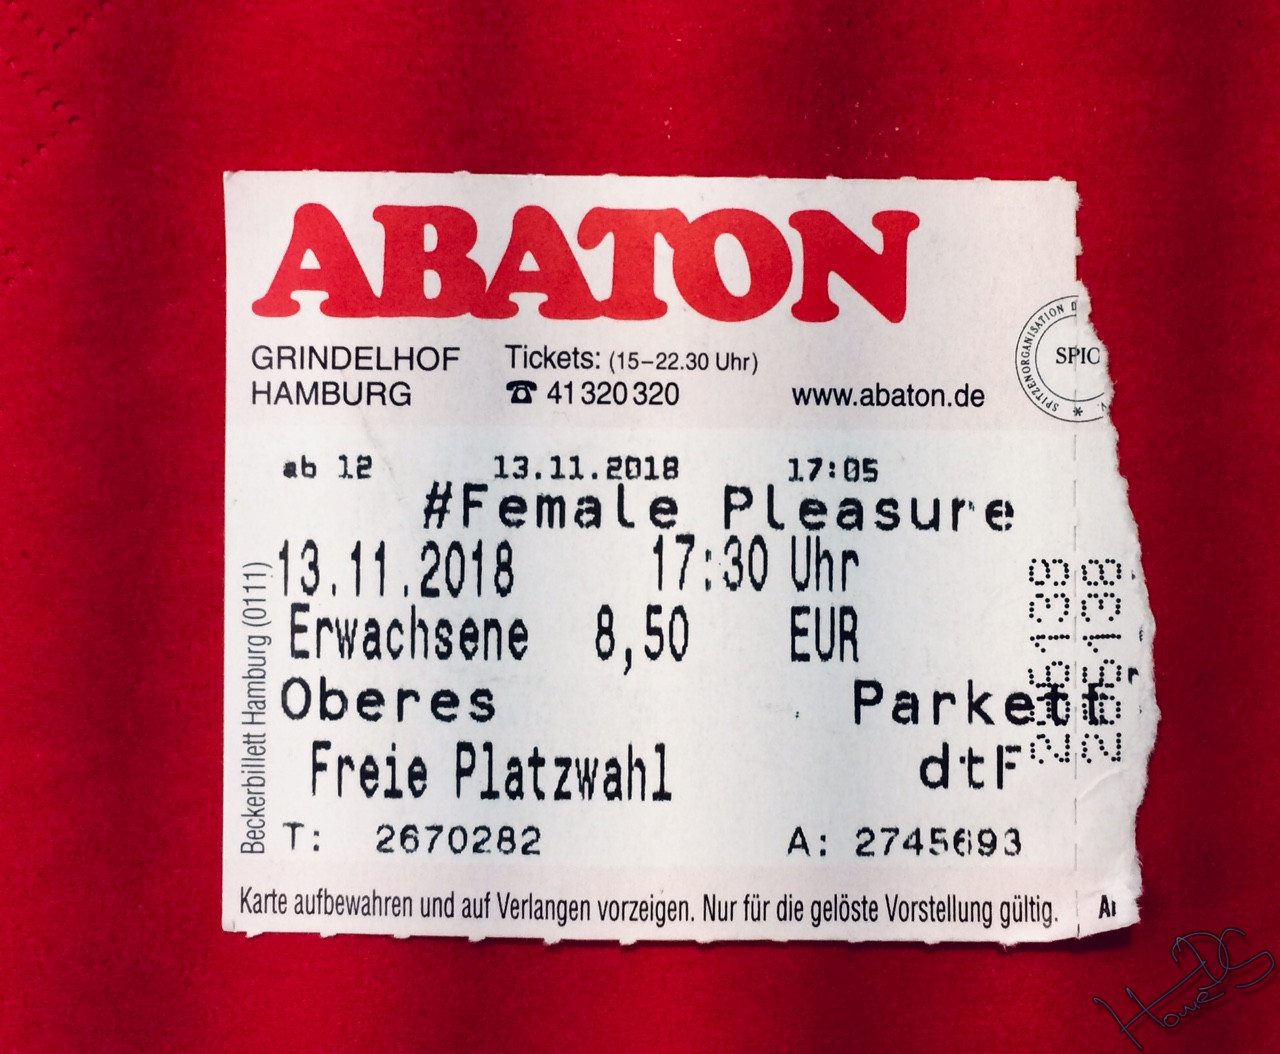 ABATON
GRINDELHOF Tickets: (15–22.30 Uhr)
HAMBURG ☎ 41 320 320 www.abaton.de
SPITZENORGANISATION D
SPIO
ab 12 13.11.2018 17:05
#Female Pleasure
13.11.2018 17:30 Uhr
Erwachsene 8,50 EUR
Oberes Parkett
Freie Platzwahl dtF
T: 2670282 A: 2745693
Beckerbillett Hamburg (0111)
Karte aufbewahren und auf Verlangen vorzeigen. Nur für die gelöste Vorstellung gültig.